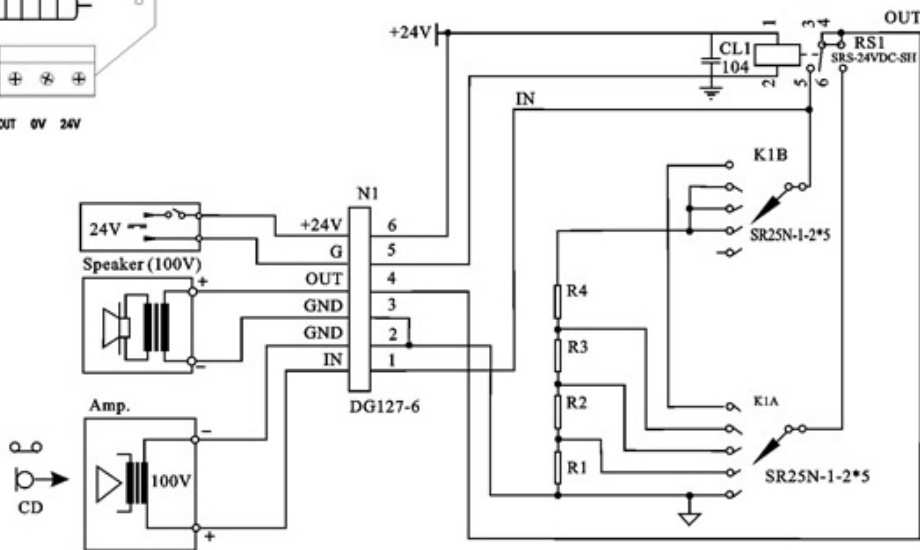 OUT
+24V
1
3
4
CL1
104
RS1
SRS-24VDC-SH
2
5
6
0V 24V
IN
K1B
N1
24V
+24V
6
SR25N-1-2*5
G
5
Speaker (100V)
+
OUT
4
R4
GND
3
GND
2
R3
−
IN
1
DG127-6
K1A
Amp.
R2
−
100V
R1
SR25N-1-2*5
CD
+